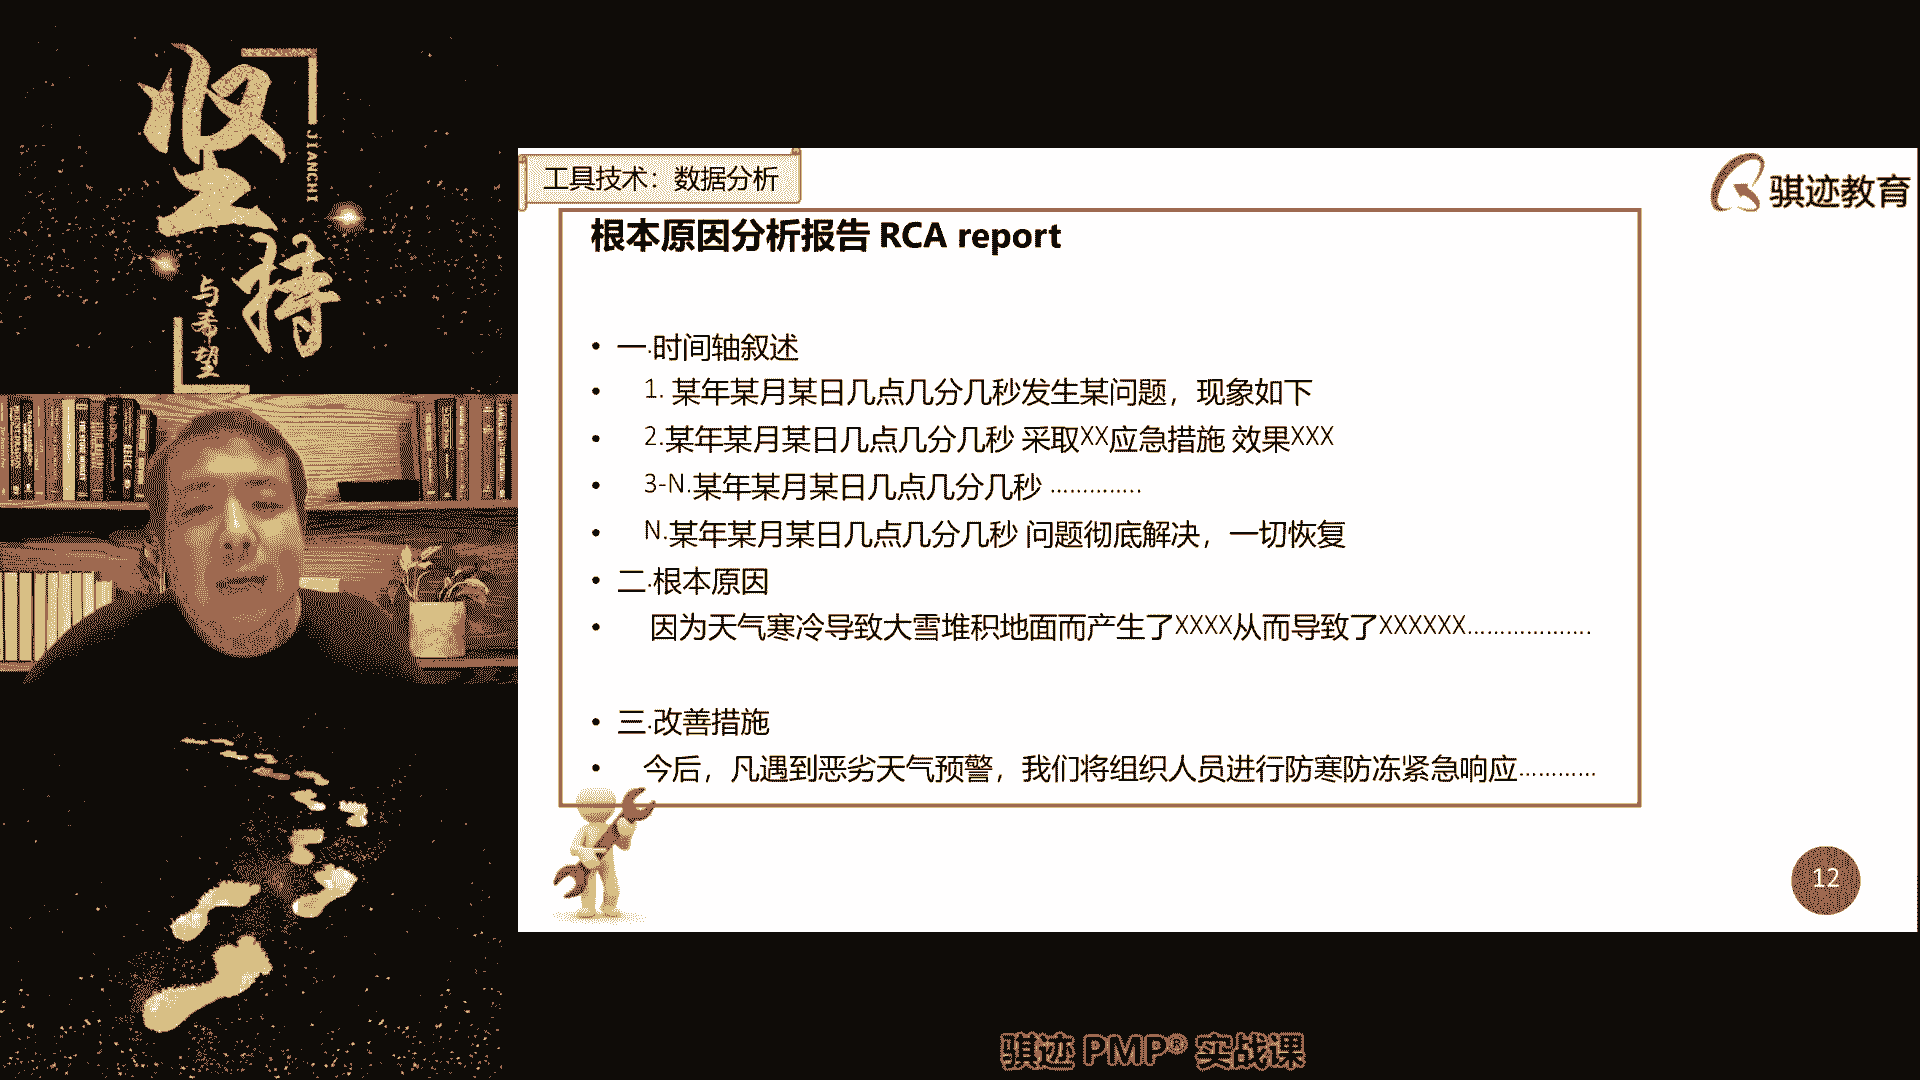 坚
持
JIANCHI
与希望
工具技术：数据分析
骐迹教育
根本原因分析报告 RCA report
• 一.时间轴叙述
• 1. 某年某月某日几点几分几秒发生某问题，现象如下
• 2.某年某月某日几点几分几秒 采取XX应急措施 效果XXX
• 3-N.某年某月某日几点几分几秒 .............
• N.某年某月某日几点几分几秒 问题彻底解决，一切恢复
• 二.根本原因
• 因为天气寒冷导致大雪堆积地面而产生了XXXX从而导致了XXXXXX...................
• 三.改善措施
• 今后，凡遇到恶劣天气预警，我们将组织人员进行防寒防冻紧急响应............
12
骐迹 PMP® 实战课